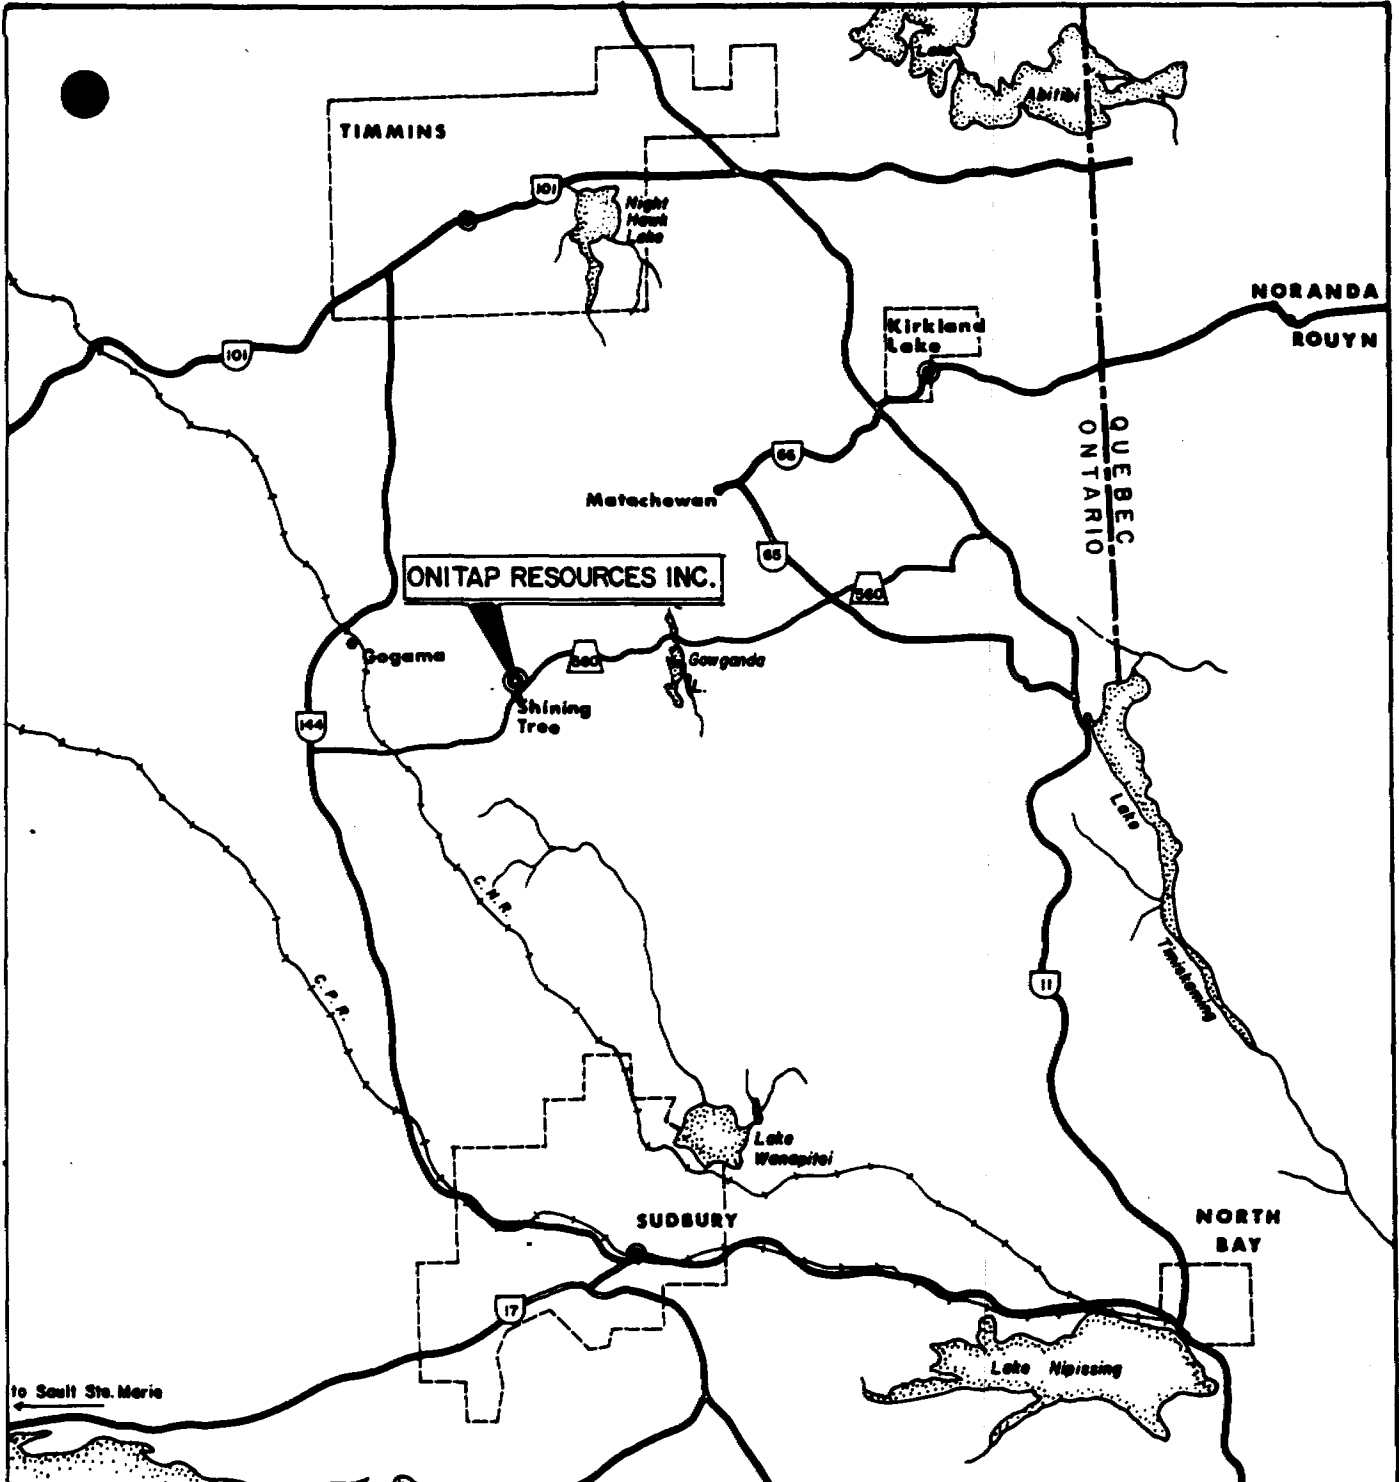 Lake
Abitibi
TIMMINS
101
Night
Hawk
Lake
NORANDA
ROUYN
Kirkland
Lake
101
QUEBEC
ONTARIO
66
Matachewan
65
ONITAP RESOURCES INC.
560
Gogama
560
Gowganda
L.
Shining
Tree
144
Lake
Timiskaming
C.N.R.
C.P.R.
11
Lake
Wanapitei
SUDBURY
NORTH
BAY
17
Lake Nipissing
to Sault Ste. Marie